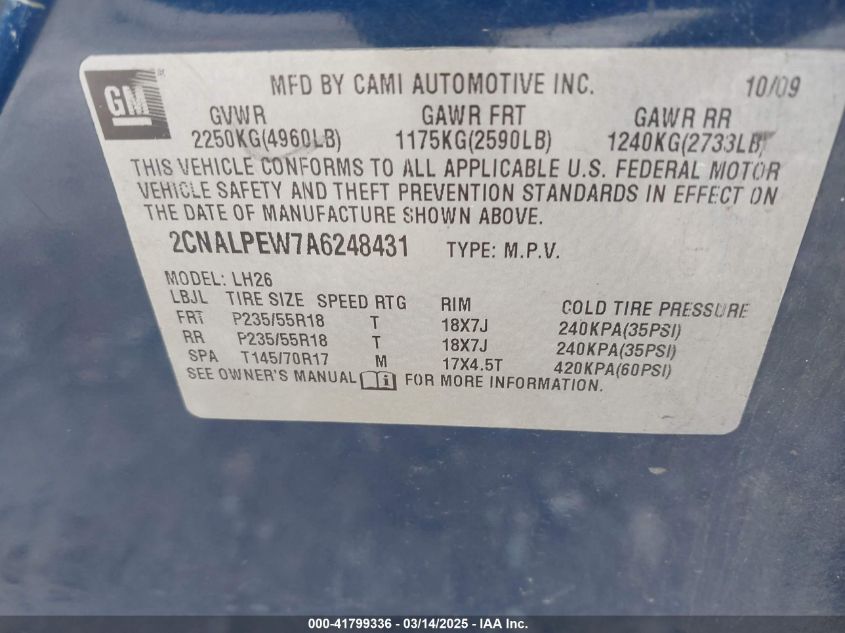 GM
MFD BY CAMI AUTOMOTIVE INC. 10/09
GVWR GAWR FRT GAWR RR
2250KG(4960LB) 1175KG(2590LB) 1240KG(2733LB)
THIS VEHICLE CONFORMS TO ALL APPLICABLE U.S. FEDERAL MOTOR
VEHICLE SAFETY AND THEFT PREVENTION STANDARDS IN EFFECT ON
THE DATE OF MANUFACTURE SHOWN ABOVE.
2CNALPEW7A6248431 TYPE: M.P.V.
MODEL: LH26
LBJL TIRE SIZE SPEED RTG RIM COLD TIRE PRESSURE
FRT P235/55R18 T 18X7J 240KPA(35PSI)
RR P235/55R18 T 18X7J 240KPA(35PSI)
SPA T145/70R17 M 17X4.5T 420KPA(60PSI)
SEE OWNER'S MANUAL FOR MORE INFORMATION.
000-41799336 - 03/14/2025 - IAA Inc.